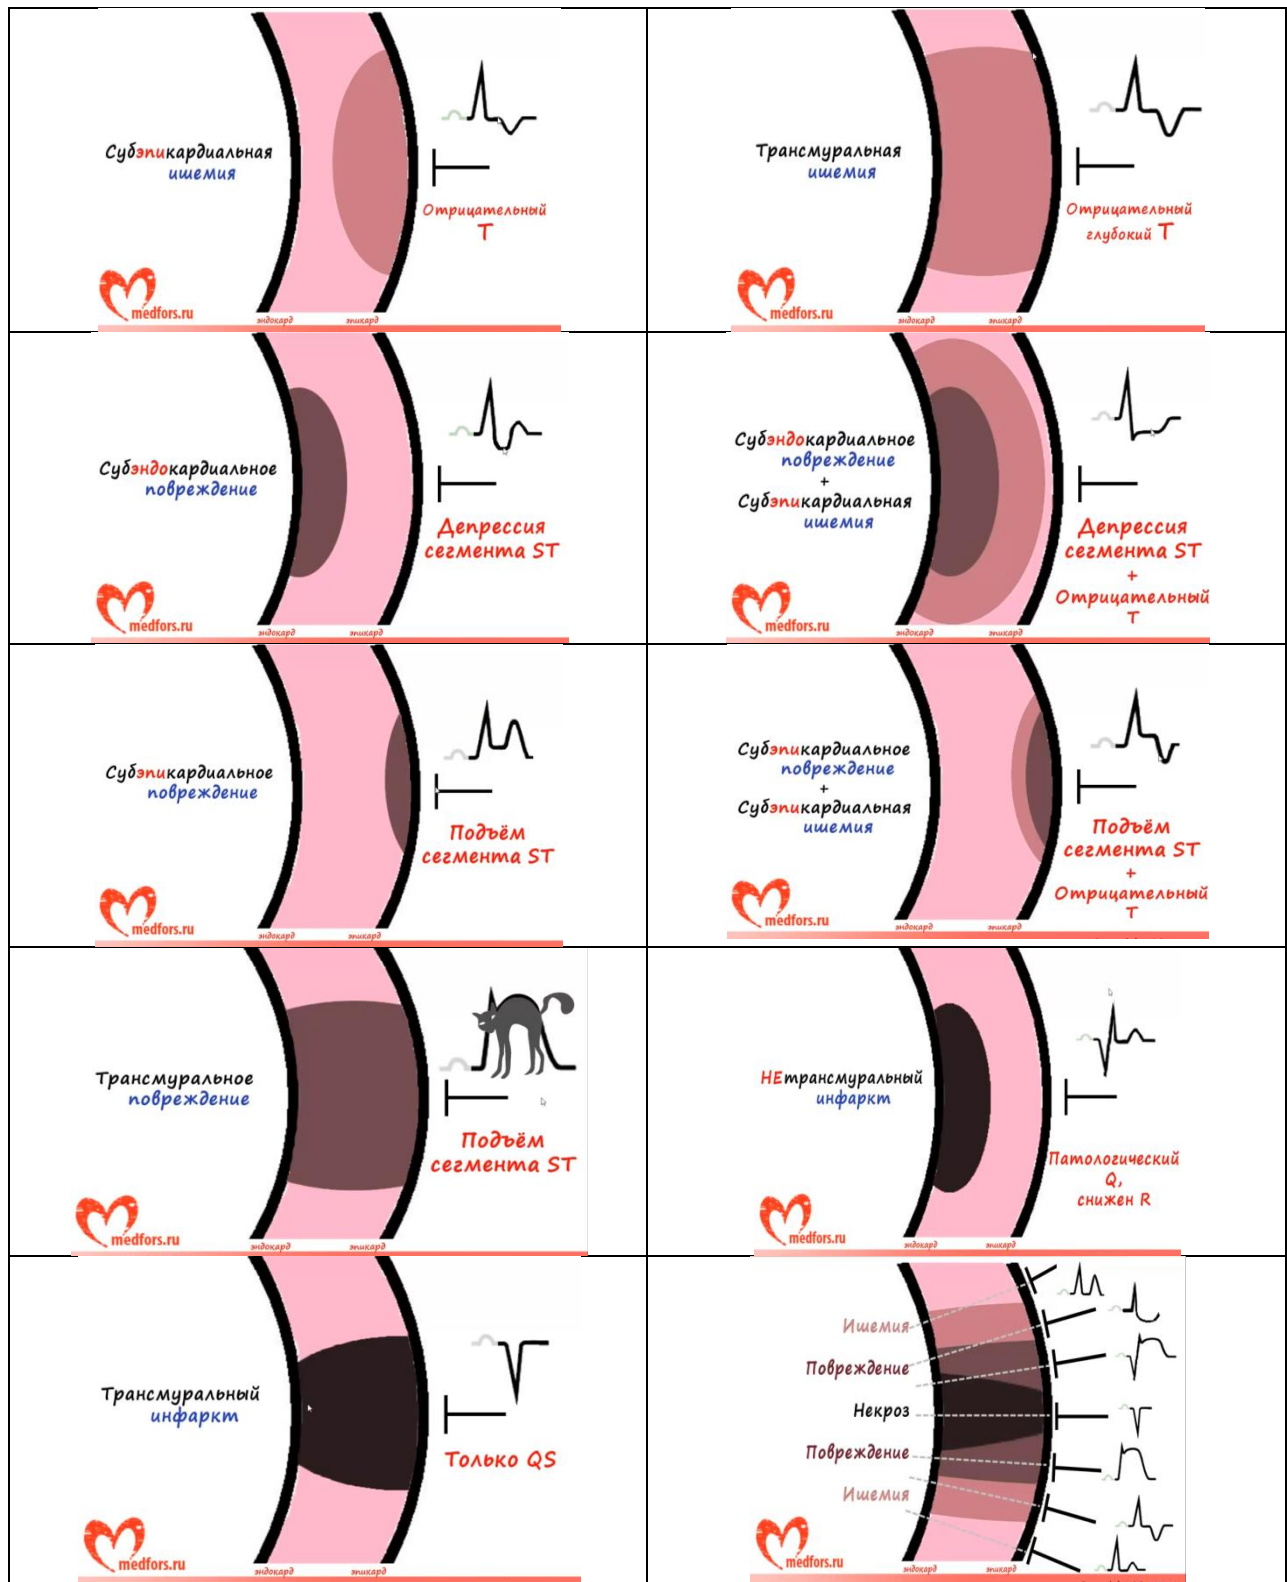 Субэпикардиальная
ишемия
Отрицательный
Т
medfors.ru
эндокард
эпикард
Трансмуральная
ишемия
Отрицательный
глубокий Т
medfors.ru
эндокард
эпикард
Субэндокардиальное
повреждение
Депрессия
сегмента ST
medfors.ru
эндокард
эпикард
Субэндокардиальное
повреждение
+
Субэпикардиальная
ишемия
Депрессия
сегмента ST
+
Отрицательный
Т
medfors.ru
эндокард
эпикард
Субэпикардиальное
повреждение
Подъём
сегмента ST
medfors.ru
эндокард
эпикард
Субэпикардиальное
повреждение
+
Субэпикардиальная
ишемия
Подъём
сегмента ST
+
Отрицательный
Т
medfors.ru
эндокард
эпикард
Трансмуральное
повреждение
Подъём
сегмента ST
medfors.ru
эндокард
эпикард
НЕтрансмуральный
инфаркт
Патологический
Q,
снижен R
medfors.ru
эндокард
эпикард
Трансмуральный
инфаркт
Только QS
medfors.ru
эндокард
эпикард
Ишемия
Повреждение
Некроз
Повреждение
Ишемия
medfors.ru
эндокард
эпикард